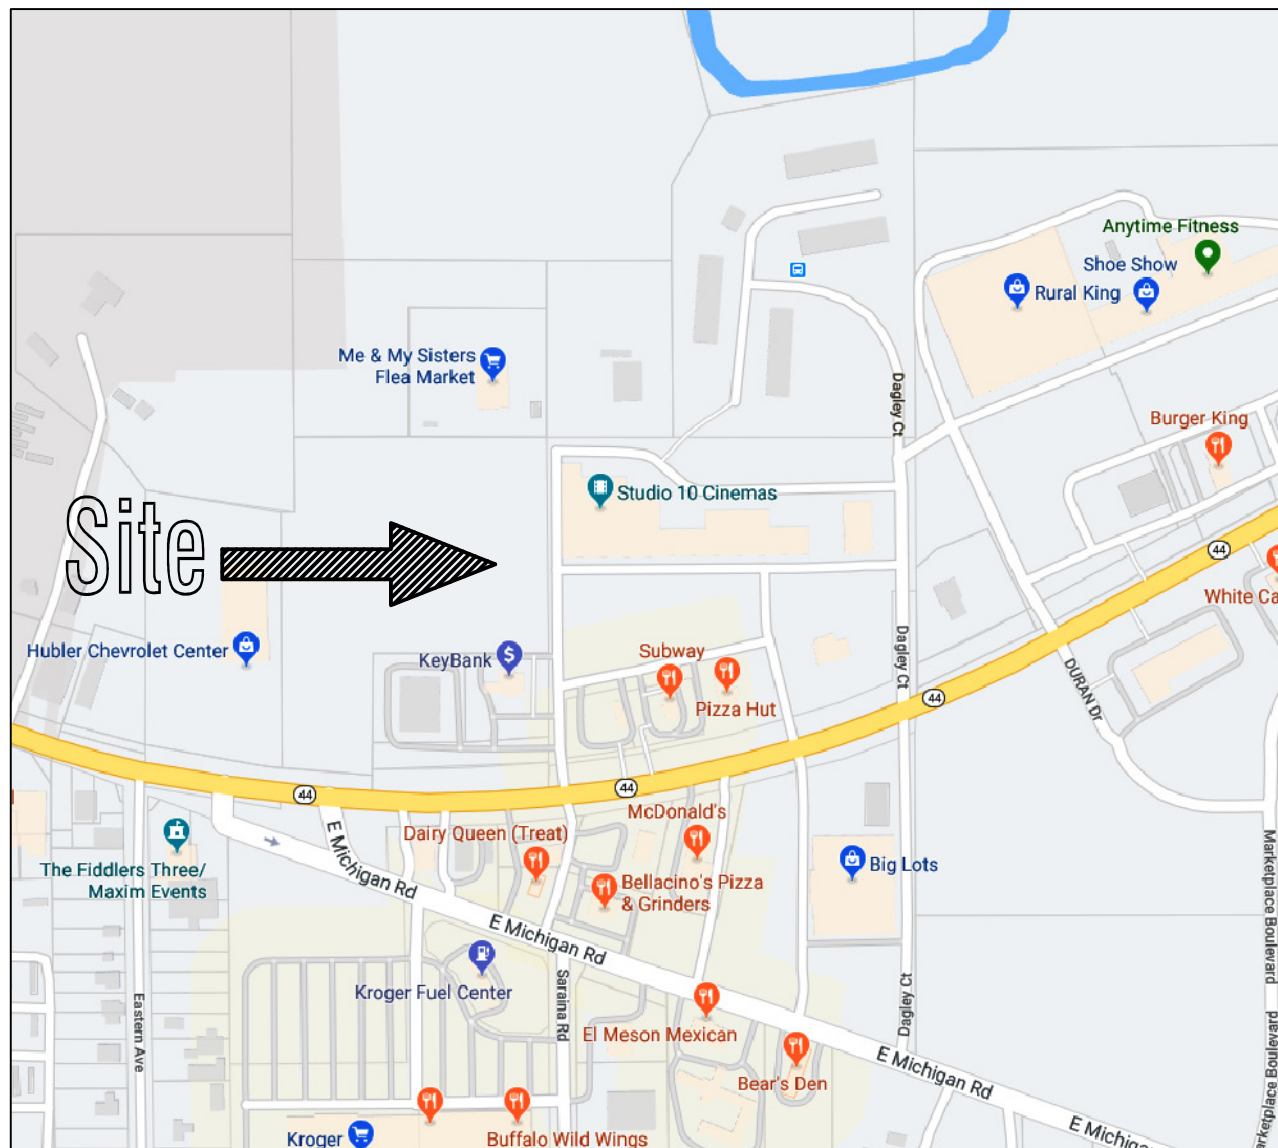 Anytime Fitness
Shoe Show
Rural King
Me & My Sisters
Flea Market
Dagley Ct
Burger King
Studio 10 Cinemas
Site
44
White Ca
Hubler Chevrolet Center
KeyBank
Subway
Pizza Hut
Dagley Ct
DURAN Dr
44
44
44
McDonald's
Dairy Queen (Treat)
E Michigan Rd
Big Lots
The Fiddlers Three/
Maxim Events
Bellacino's Pizza
& Grinders
Marketplace Boulevard
E Michigan Rd
Kroger Fuel Center
Saraina Rd
Eastern Ave
Dagley Ct
El Meson Mexican
E Michigan Rd
Bear's Den
arketplace Boulevard
E Michi
Kroger
Buffalo Wild Wings